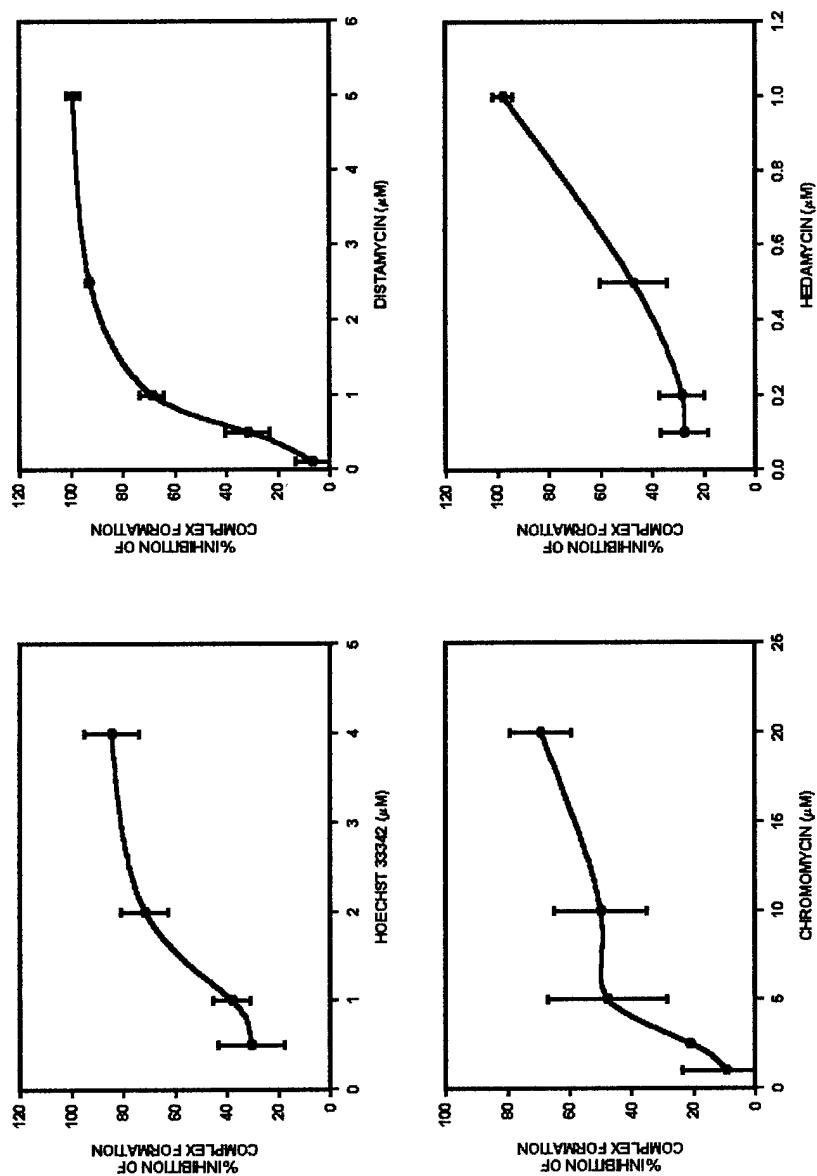 120
100
80
60
40
20
0
% INHIBITION OF
COMPLEX FORMATION
0 1 2 3 4 5
HOECHST 33342 (µM)
120
100
80
60
40
20
0
% INHIBITION OF
COMPLEX FORMATION
0 1 2 3 4 5 6
DISTAMYCIN (µM)
100
80
60
40
20
0
% INHIBITION OF
COMPLEX FORMATION
0 5 10 15 20 25
CHROMOMYCIN (µM)
120
100
80
60
40
20
0
% INHIBITION OF
COMPLEX FORMATION
0.0 0.2 0.4 0.6 0.8 1.0 1.2
HEDAMYCIN (µM)